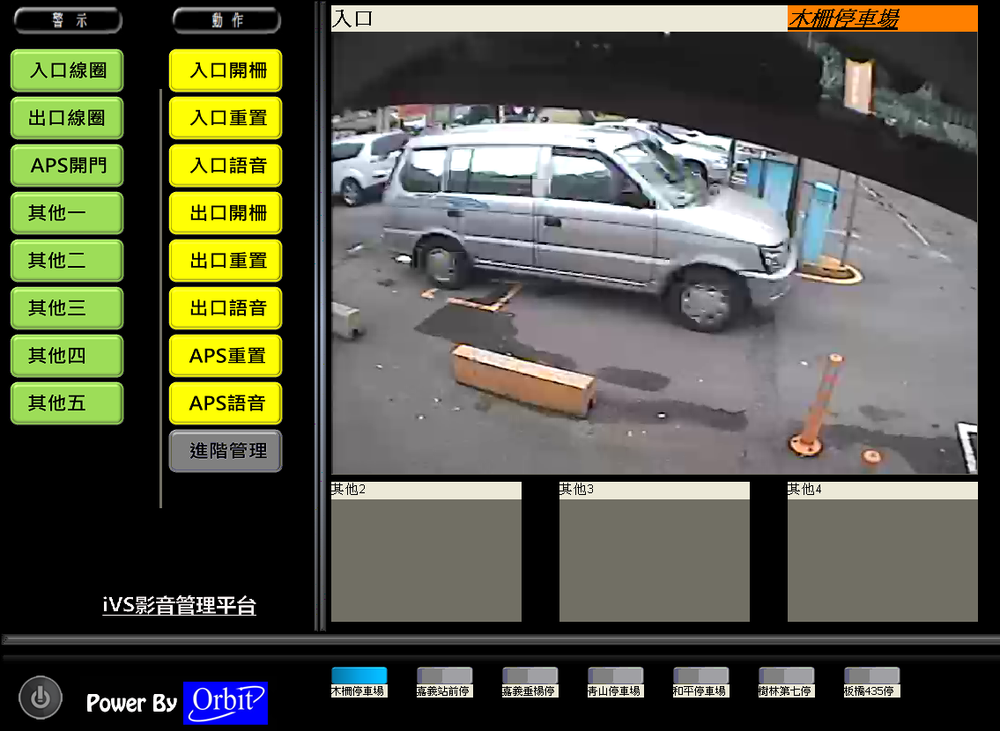 警示
動作
入口線圈
出口線圈
APS開門
其他一
其他二
其他三
其他四
其他五
入口開柵
入口重置
入口語音
出口開柵
出口重置
出口語音
APS重置
APS語音
進階管理
iVS影音管理平台
入口
木柵停車場
其他2
其他3
其他4
Power By Orbit
木柵停車場
嘉義站前停
嘉義垂楊停
青山停車場
和平停車場
樹林第七停
板橋435停